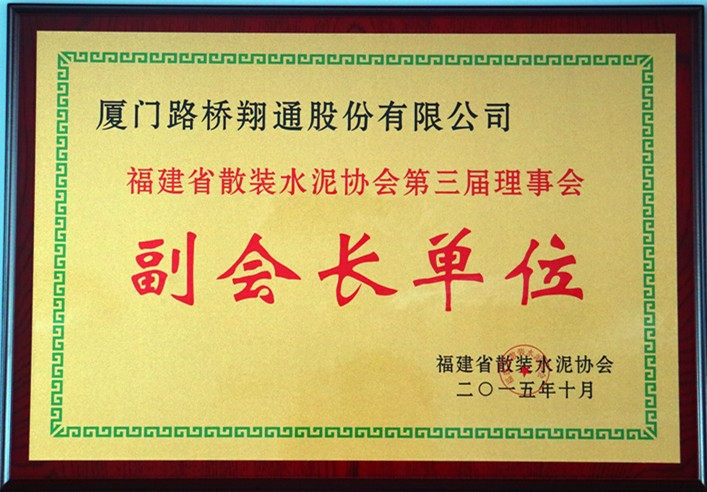 厦门路桥翔通股份有限公司
福建省散装水泥协会第三届理事会
副会长单位
福建省散装水泥协会
二〇一五年十月